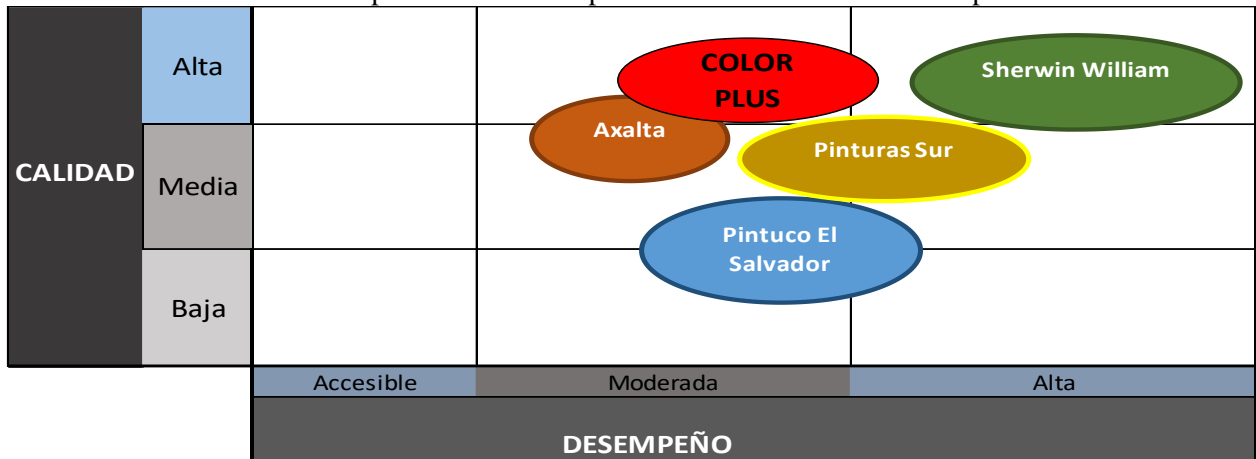 Alta
COLOR
PLUS
Sherwin William
Axalta
Pinturas Sur
CALIDAD
Media
Pintuco El
Salvador
Baja
Accesible
Moderada
Alta
DESEMPEÑO